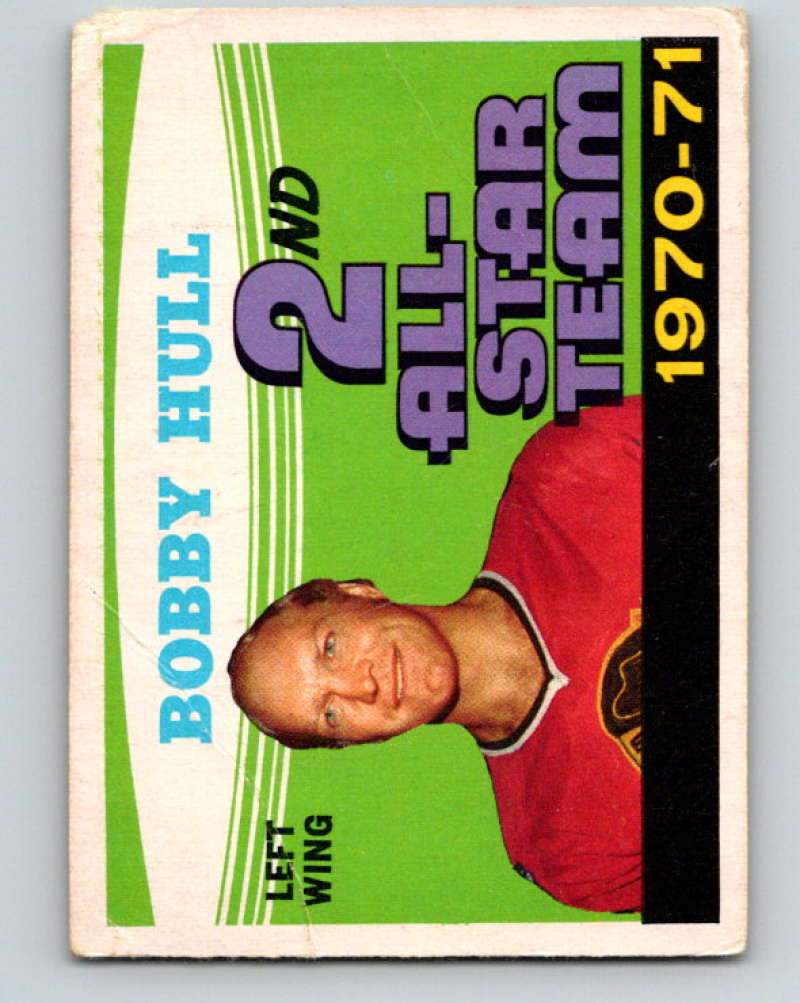 BOBBY HULL
2ND
ALL-
STAR
TEAM
LEFT
WING
1970-71